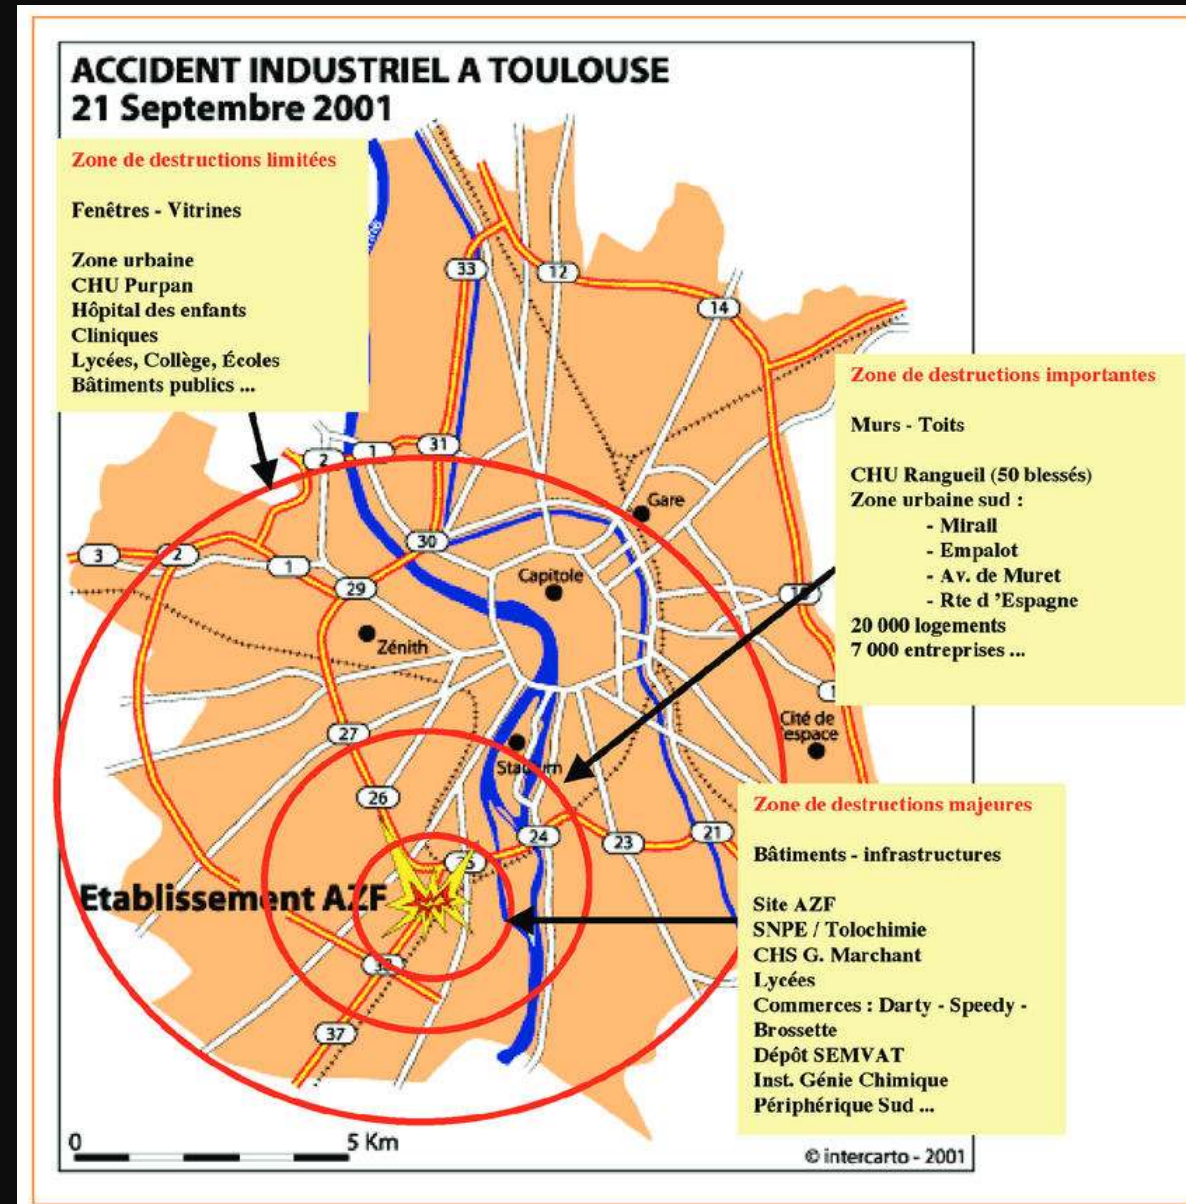 ACCIDENT INDUSTRIEL A TOULOUSE
21 Septembre 2001
Zone de destructions limitées
Fenêtres - Vitrines
Zone urbaine
CHU Purpan
Hôpital des enfants
Cliniques
Lycées, Collège, Écoles
Bâtiments publics ...
33
12
14
Zone de destructions importantes
Murs - Toits
CHU Rangueil (50 blessés)
Zone urbaine sud :
- Mirail
- Empalot
- Av. de Muret
- Rte d 'Espagne
20 000 logements
7 000 entreprises ...
2
1
31
Gare
30
3
2
1
29
Capitole
Zénith
27
Cité de
l'espace
Stadium
26
24
23
21
25
Etablissement AZF
37
Zone de destructions majeures
Bâtiments - infrastructures
Site AZF
SNPE / Tolochimie
CHS G. Marchant
Lycées
Commerces : Darty - Speedy -
Brossette
Dépôt SEMVAT
Inst. Génie Chimique
Périphérique Sud ...
0
5 Km
© intercarto - 2001